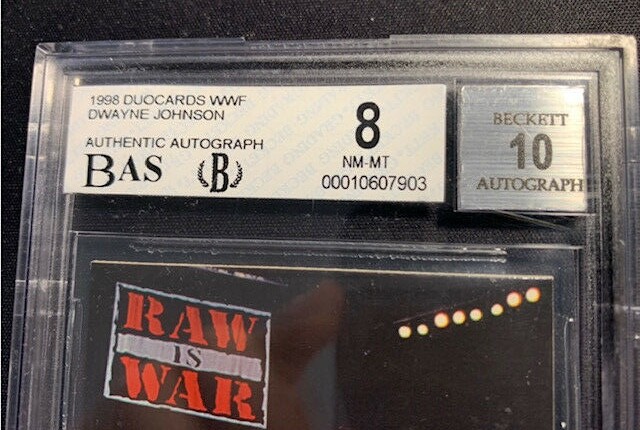 1998 DUOCARDS WWF
DWAYNE JOHNSON
AUTHENTIC AUTOGRAPH
BAS B
8
NM-MT
00010607903
BECKETT
10
AUTOGRAPH
RAW
IS
WAR